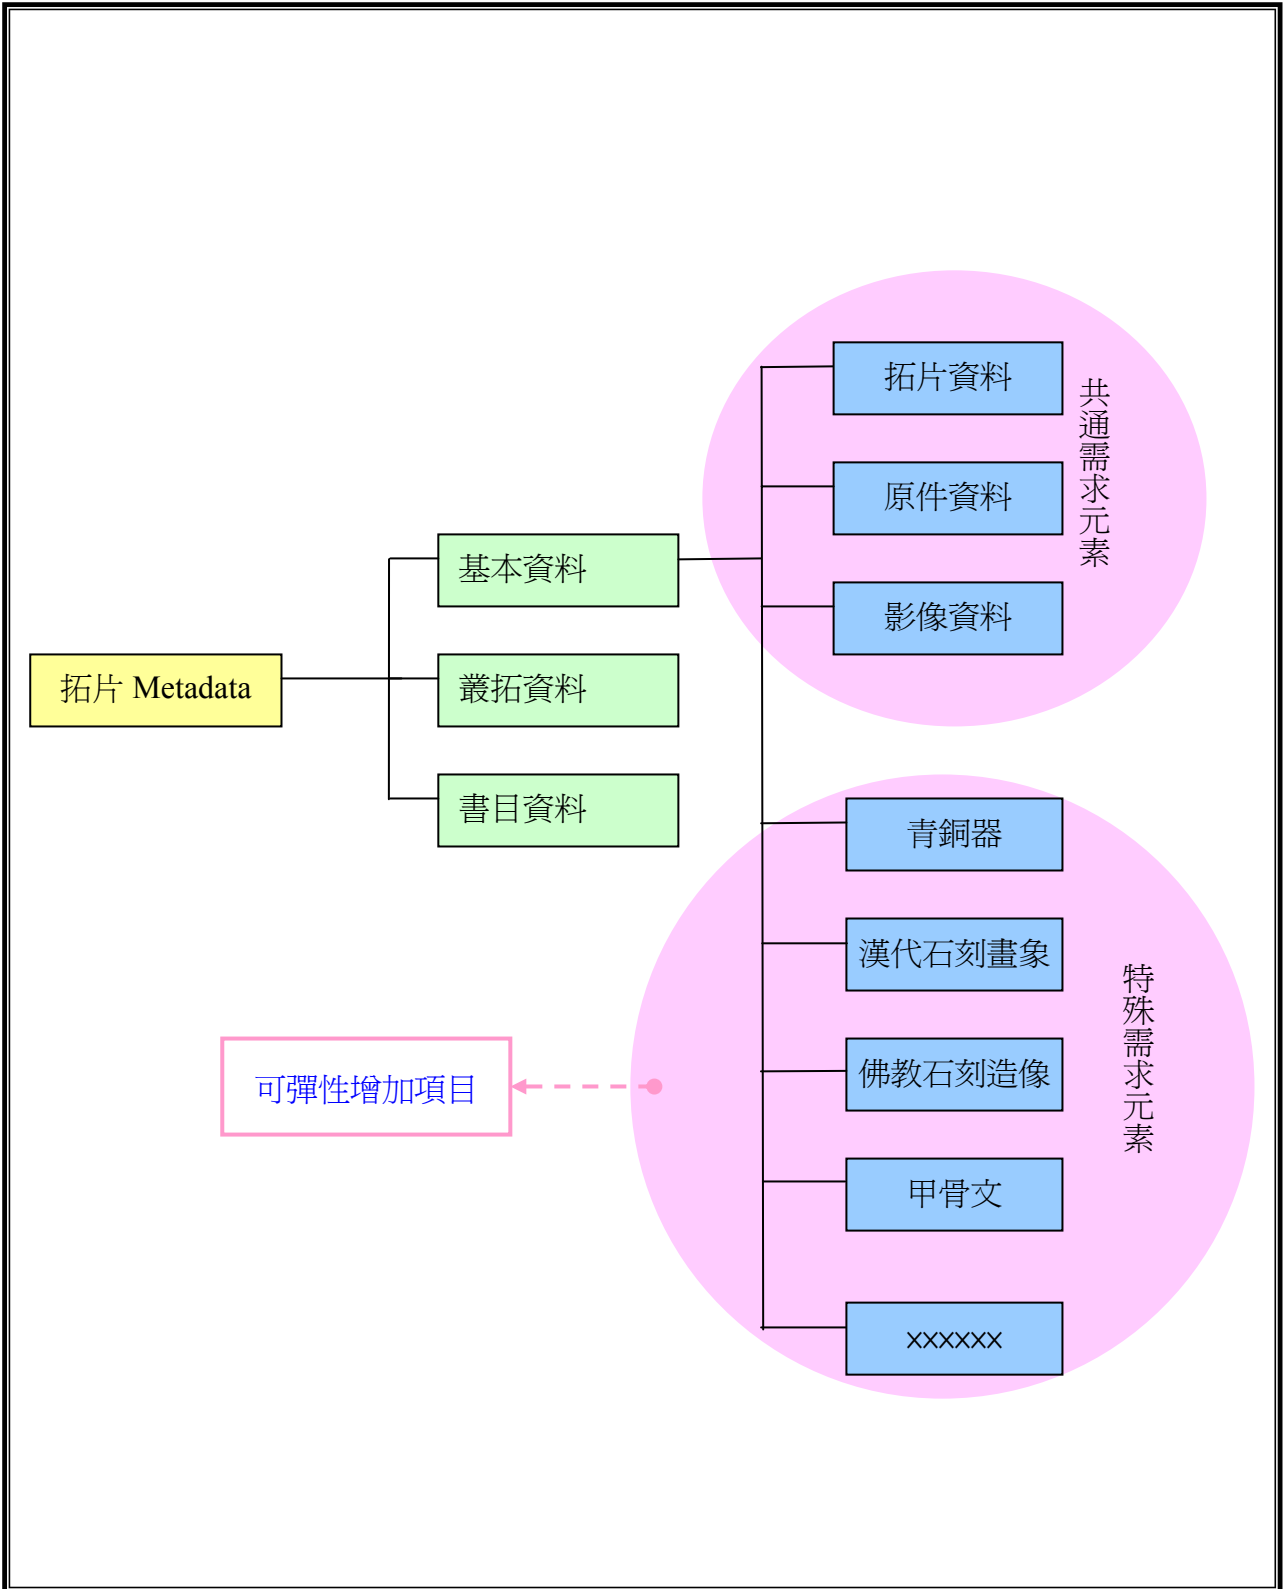 拓片資料
共通需求元素
原件資料
基本資料
影像資料
拓片 Metadata
叢拓資料
書目資料
青銅器
漢代石刻畫象
特殊需求元素
佛教石刻造像
可彈性增加項目
甲骨文
xxxxxx